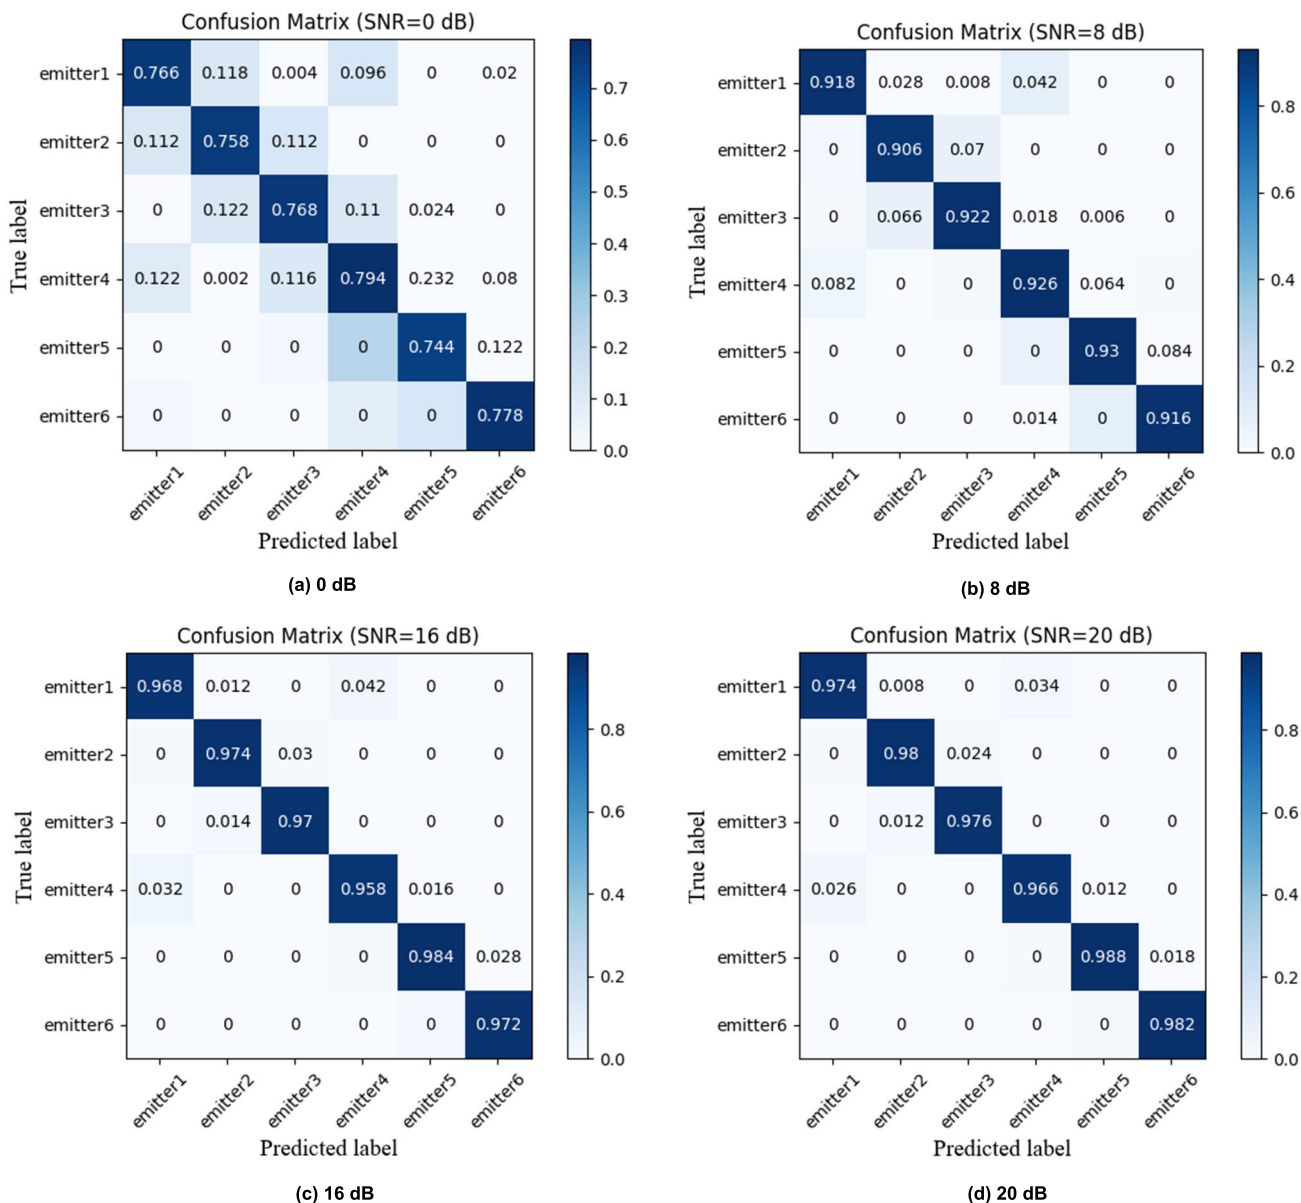 Confusion Matrix (SNR=0 dB)
emitter1 0.766 0.118 0.004 0.096 0 0.02
emitter2 0.112 0.758 0.112 0 0 0
emitter3 0 0.122 0.768 0.11 0.024 0
emitter4 0.122 0.002 0.116 0.794 0.232 0.08
emitter5 0 0 0 0 0.744 0.122
emitter6 0 0 0 0 0 0.778
emitter1 emitter2 emitter3 emitter4 emitter5 emitter6
True label
Predicted label
0.7
0.6
0.5
0.4
0.3
0.2
0.1
0.0
(a) 0 dB
Confusion Matrix (SNR=8 dB)
emitter1 0.918 0.028 0.008 0.042 0 0
emitter2 0 0.906 0.07 0 0 0
emitter3 0 0.066 0.922 0.018 0.006 0
emitter4 0.082 0 0 0.926 0.064 0
emitter5 0 0 0 0 0.93 0.084
emitter6 0 0 0 0.014 0 0.916
emitter1 emitter2 emitter3 emitter4 emitter5 emitter6
True label
Predicted label
0.8
0.6
0.4
0.2
0.0
(b) 8 dB
Confusion Matrix (SNR=16 dB)
emitter1 0.968 0.012 0 0.042 0 0
emitter2 0 0.974 0.03 0 0 0
emitter3 0 0.014 0.97 0 0 0
emitter4 0.032 0 0 0.958 0.016 0
emitter5 0 0 0 0 0.984 0.028
emitter6 0 0 0 0 0 0.972
emitter1 emitter2 emitter3 emitter4 emitter5 emitter6
True label
Predicted label
0.8
0.6
0.4
0.2
0.0
(c) 16 dB
Confusion Matrix (SNR=20 dB)
emitter1 0.974 0.008 0 0.034 0 0
emitter2 0 0.98 0.024 0 0 0
emitter3 0 0.012 0.976 0 0 0
emitter4 0.026 0 0 0.966 0.012 0
emitter5 0 0 0 0 0.988 0.018
emitter6 0 0 0 0 0 0.982
emitter1 emitter2 emitter3 emitter4 emitter5 emitter6
True label
Predicted label
0.8
0.6
0.4
0.2
0.0
(d) 20 dB